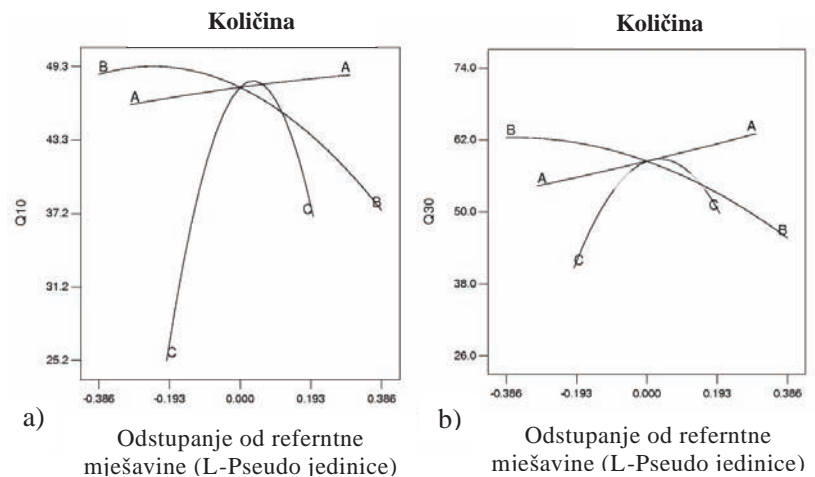 Količina
49.3
43.3
37.2
31.2
25.2
Q10
B
A
A
C
B
C
-0.386
-0.193
0.000
0.193
0.386
a)
Odstupanje od referntne
mješavine (L-Pseudo jedinice)
Količina
74.0
62.0
50.0
38.0
26.0
Q30
B
A
A
C
B
C
-0.386
-0.193
0.000
0.193
0.386
b)
Odstupanje od referntne
mješavine (L-Pseudo jedinice)